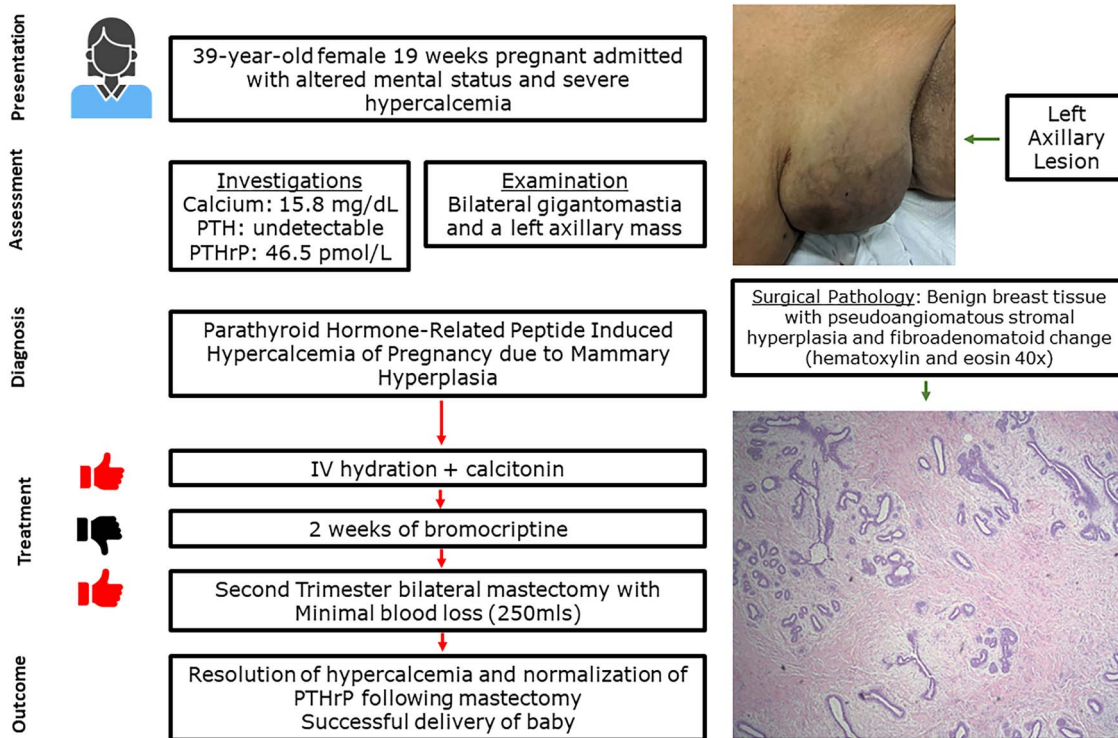 Presentation
39-year-old female 19 weeks pregnant admitted
with altered mental status and severe
hypercalcemia
Left
Axillary
Lesion
Assessment
Investigations
Calcium: 15.8 mg/dL
PTH: undetectable
PTHrP: 46.5 pmol/L
Examination
Bilateral gigantomastia
and a left axillary mass
Diagnosis
Parathyroid Hormone-Related Peptide Induced
Hypercalcemia of Pregnancy due to Mammary
Hyperplasia
Surgical Pathology: Benign breast tissue
with pseudoangiomatous stromal
hyperplasia and fibroadenomatoid change
(hematoxylin and eosin 40x)
Treatment
IV hydration + calcitonin
2 weeks of bromocriptine
Second Trimester bilateral mastectomy with
Minimal blood loss (250mls)
Outcome
Resolution of hypercalcemia and normalization of
PTHrP following mastectomy
Successful delivery of baby